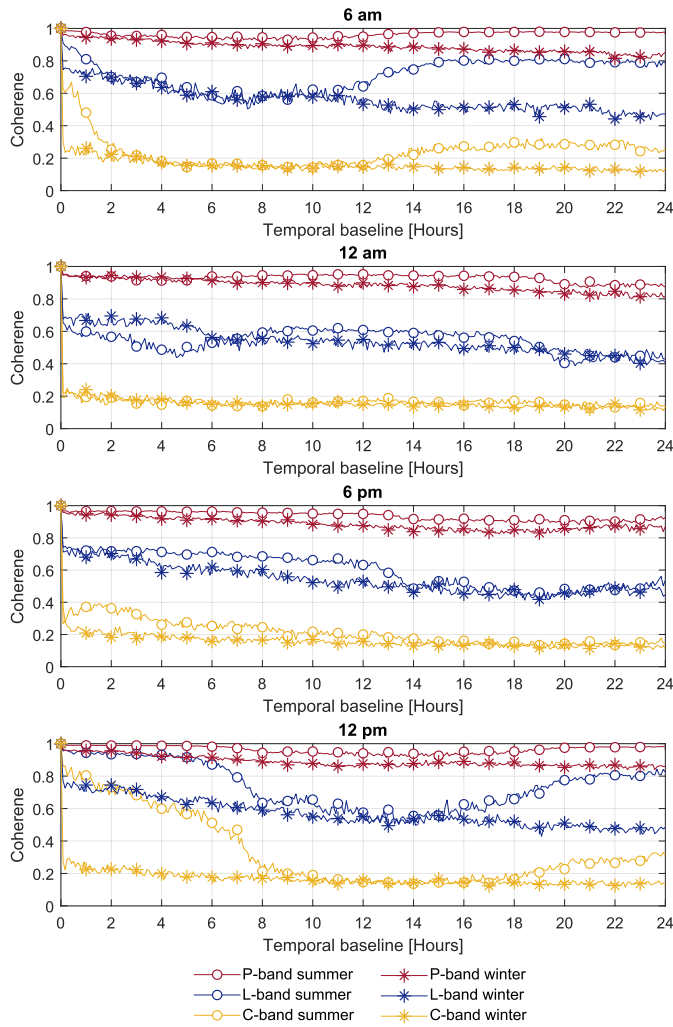 6 am
1
0.8
0.6
0.4
0.2
0
Coherene
0 2 4 6 8 10 12 14 16 18 20 22 24
Temporal baseline [Hours]
12 am
1
0.8
0.6
0.4
0.2
0
Coherene
0 2 4 6 8 10 12 14 16 18 20 22 24
Temporal baseline [Hours]
6 pm
1
0.8
0.6
0.4
0.2
0
Coherene
0 2 4 6 8 10 12 14 16 18 20 22 24
Temporal baseline [Hours]
12 pm
1
0.8
0.6
0.4
0.2
0
Coherene
0 2 4 6 8 10 12 14 16 18 20 22 24
Temporal baseline [Hours]
P-band summer P-band winter
L-band summer L-band winter
C-band summer C-band winter